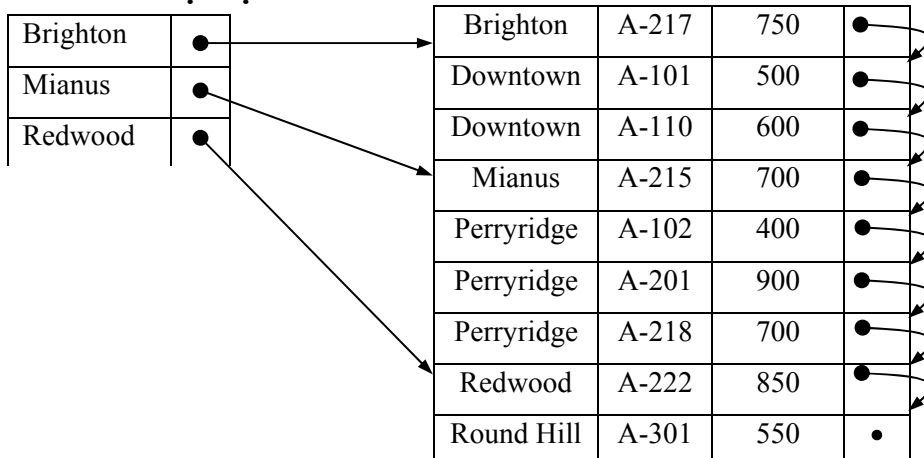 Brighton
Mianus
Redwood
Brighton A-217 750
Downtown A-101 500
Downtown A-110 600
Mianus A-215 700
Perryridge A-102 400
Perryridge A-201 900
Perryridge A-218 700
Redwood A-222 850
Round Hill A-301 550